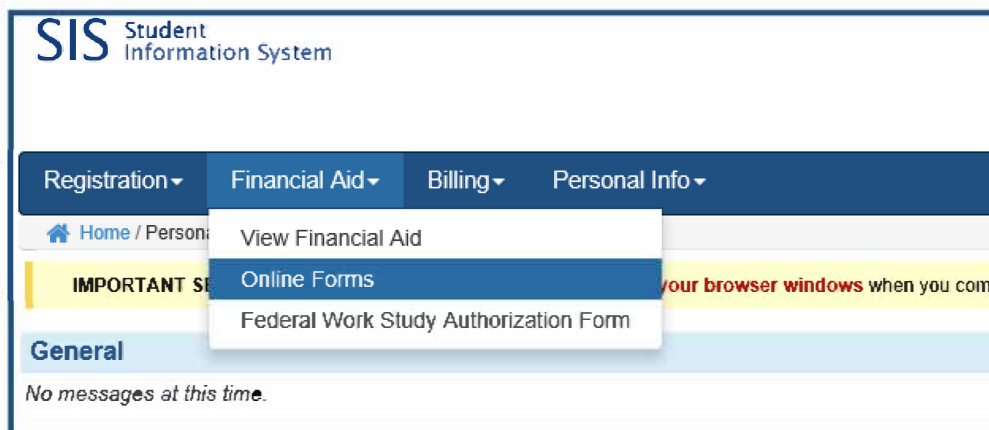 SIS Student
Information System
Registration Financial Aid Billing Personal Info
Home / Persona
View Financial Aid
IMPORTANT SE
Online Forms
your browser windows when you com
Federal Work Study Authorization Form
General
No messages at this time.